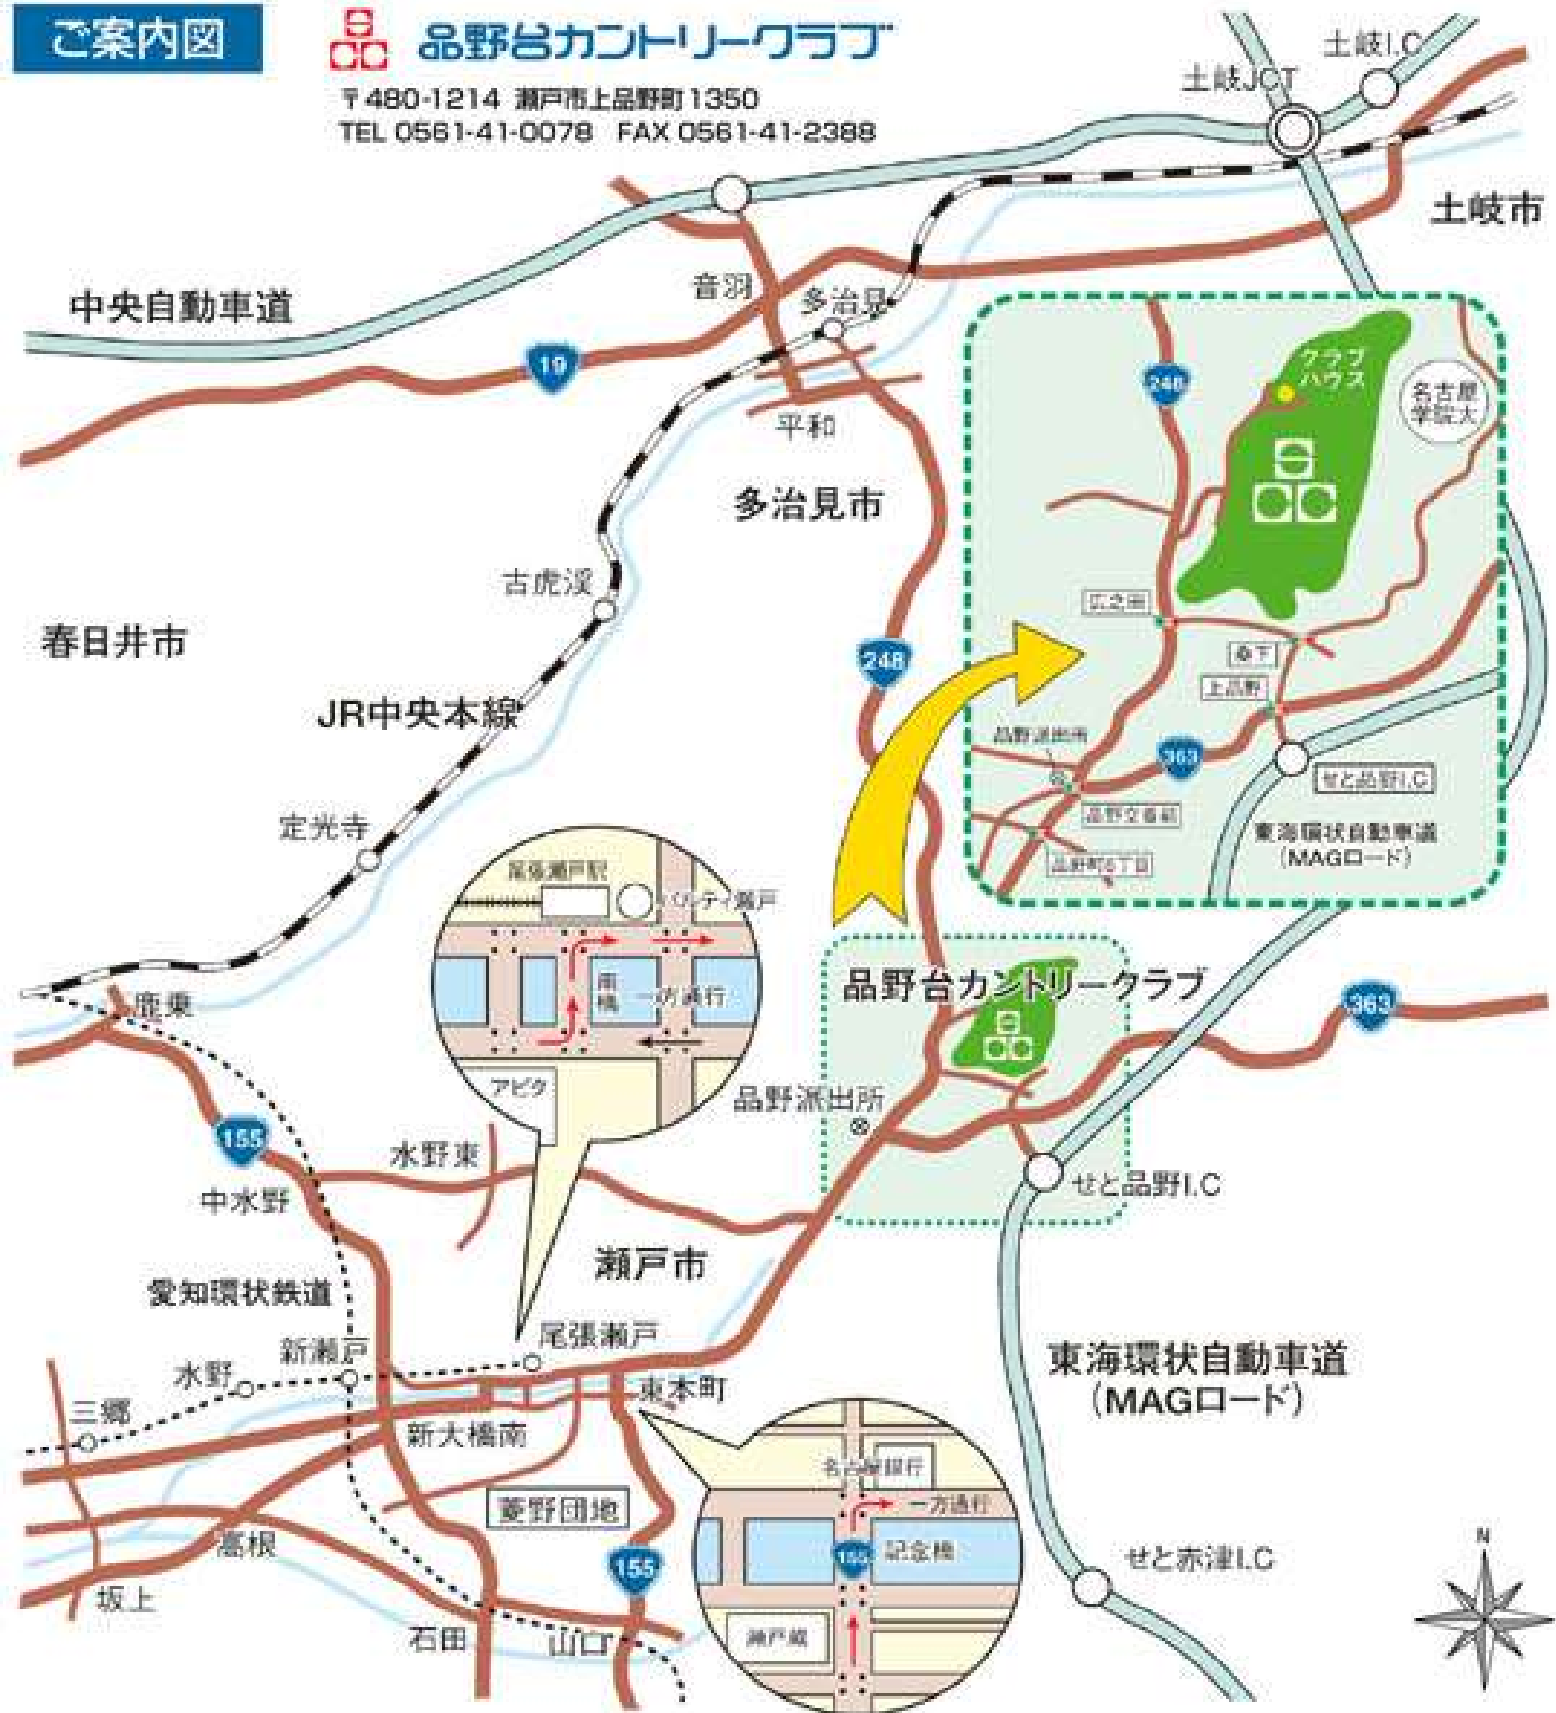 ご案内図
品野台カントリークラブ
〒480-1214 瀬戸市上品野町1350
TEL 0561-41-0078 FAX 0561-41-2388
土岐I.C
土岐JCT
土岐市
中央自動車道
音羽
多治見
19
平和
多治見市
248
クラブ
ハウス
名古屋
学院大
SCC
古虎渓
春日井市
JR中央本線
248
広之田
桑下
上品野
品野派出所
363
せと品野I.C
品野交番前
品野町6丁目
東海環状自動車道
(MAGロード)
定光寺
尾張瀬戸駅
パルティ瀬戸
南橋
一方通行
アピタ
鹿乗
品野台カントリークラブ
363
品野派出所
155
水野東
中水野
せと品野I.C
瀬戸市
愛知環状鉄道
尾張瀬戸
新瀬戸
水野
三郷
東本町
東海環状自動車道
(MAGロード)
新大橋南
菱野団地
名古屋銀行
一方通行
155
記念橋
瀬戸蔵
155
高根
坂上
石田
山口
せと赤津I.C
N